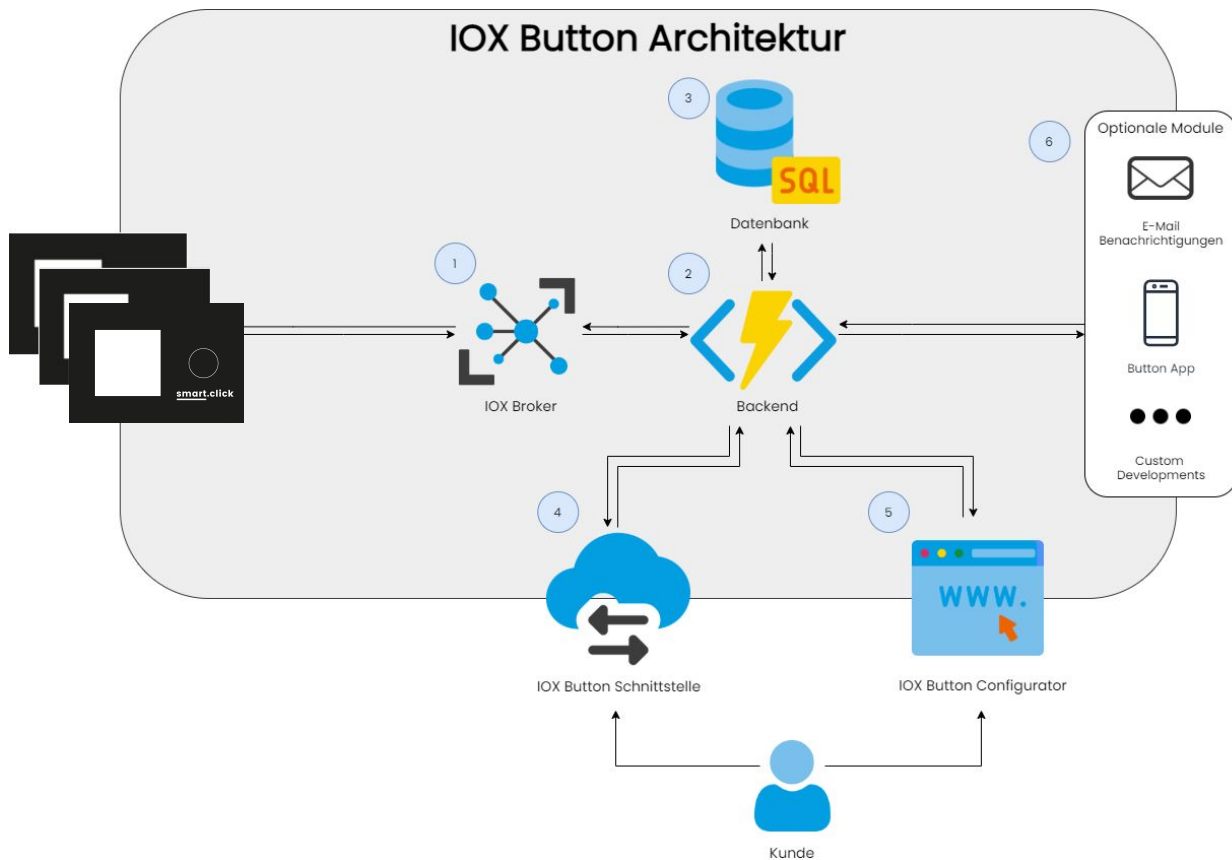 IOX Button Architektur
3
SQL
Datenbank
6
Optionale Module
E-Mail
Benachrichtigungen
Button App
Custom
Developments
smart.click
1
IOX Broker
2
Backend
4
IOX Button Schnittstelle
5
WWW.
IOX Button Configurator
Kunde